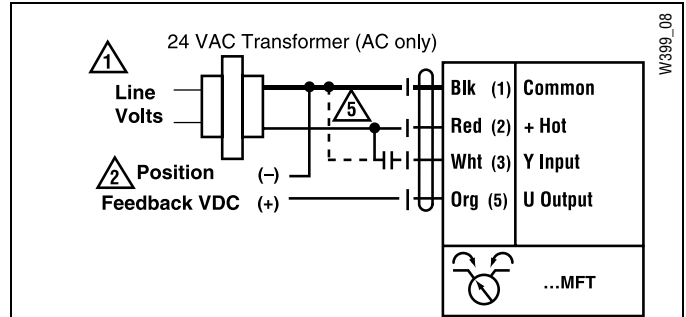 24 VAC Transformer (AC only)
1
Line
Volts
5
Blk (1) Common
Red (2) + Hot
Wht (3) Y Input
2 Position (–)
Feedback VDC (+)
Org (5) U Output
...MFT
W399_08